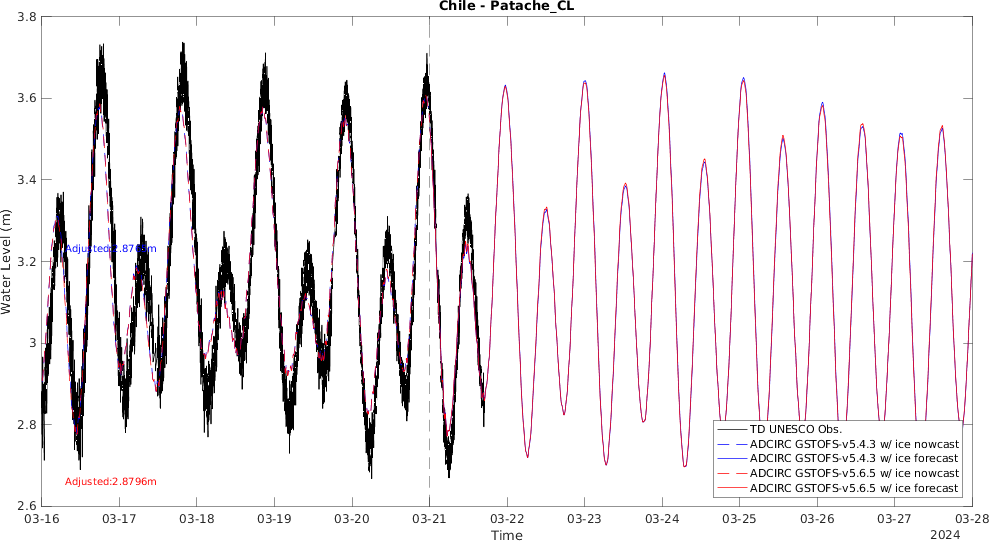 Chile - Patache_CL
3.8
3.6
3.4
3.2
3
2.8
2.6
Water Level (m)
Adjusted:2.8796m
TD UNESCO Obs.
ADCIRC GSTOFS-v5.4.3 w/ ice nowcast
ADCIRC GSTOFS-v5.4.3 w/ ice forecast
ADCIRC GSTOFS-v5.6.5 w/ ice nowcast
ADCIRC GSTOFS-v5.6.5 w/ ice forecast
03-16 03-17 03-18 03-19 03-20 03-21 03-22 03-23 03-24 03-25 03-26 03-27 03-28
Time
2024